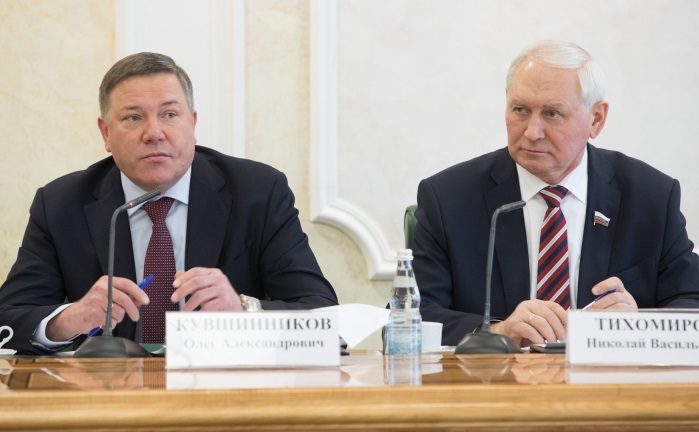 КУВШИННИКОВ
Олег Александрович
ТИХОМИРО
Николай Василь